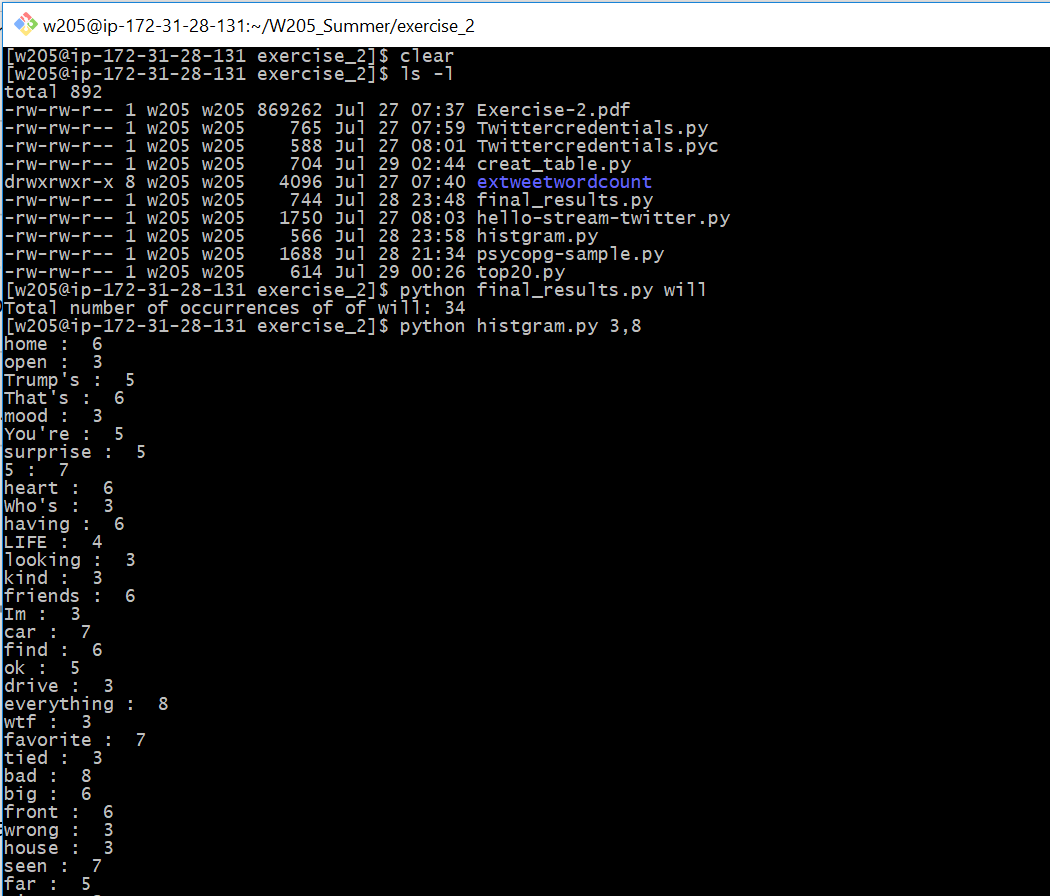 w205@ip-172-31-28-131:~/W205_Summer/exercise_2
[w205@ip-172-31-28-131 exercise_2]$ clear
[w205@ip-172-31-28-131 exercise_2]$ ls -l
total 892
-rw-rw-r-- 1 w205 w205 869262 Jul 27 07:37 Exercise-2.pdf
-rw-rw-r-- 1 w205 w205    765 Jul 27 07:59 Twittercredentials.py
-rw-rw-r-- 1 w205 w205    588 Jul 27 08:01 Twittercredentials.pyc
-rw-rw-r-- 1 w205 w205    704 Jul 29 02:44 creat_table.py
drwxrwxr-x 8 w205 w205   4096 Jul 27 07:40 extweetwordcount
-rw-rw-r-- 1 w205 w205    744 Jul 28 23:48 final_results.py
-rw-rw-r-- 1 w205 w205   1750 Jul 27 08:03 hello-stream-twitter.py
-rw-rw-r-- 1 w205 w205    566 Jul 28 23:58 histgram.py
-rw-rw-r-- 1 w205 w205   1688 Jul 28 21:34 psycopg-sample.py
-rw-rw-r-- 1 w205 w205    614 Jul 29 00:26 top20.py
[w205@ip-172-31-28-131 exercise_2]$ python final_results.py will
Total number of occurrences of of will: 34
[w205@ip-172-31-28-131 exercise_2]$ python histgram.py 3,8
home :  6
open :  3
Trump's :  5
That's :  6
mood :  3
You're :  5
surprise :  5
5 :  7
heart :  6
Who's :  3
having :  6
LIFE :  4
looking :  3
kind :  3
friends :  6
Im :  3
car :  7
find :  6
ok :  5
drive :  3
everything :  8
wtf :  3
favorite :  7
tied :  3
bad :  8
big :  6
front :  6
wrong :  3
house :  3
seen :  7
far :  5